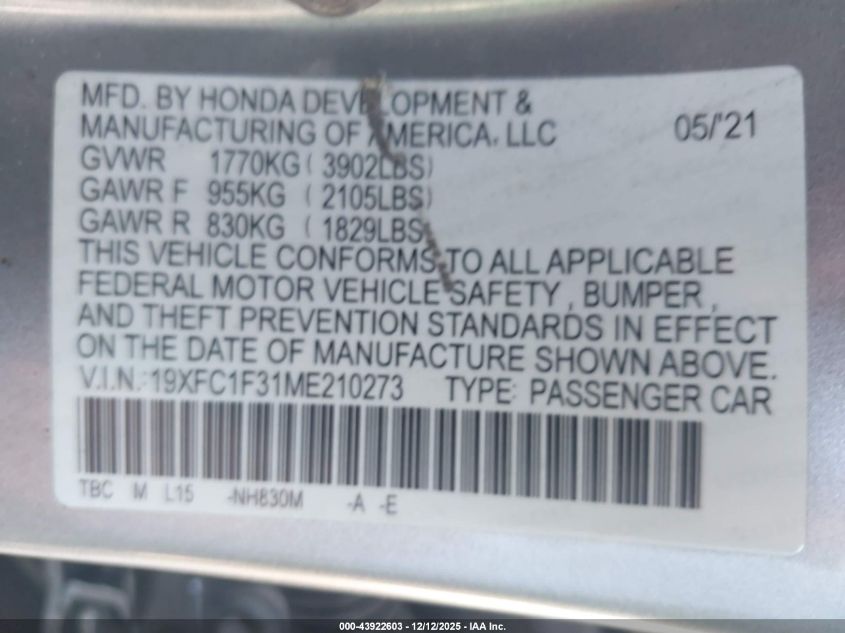 MFD. BY HONDA DEVELOPMENT &
MANUFACTURING OF AMERICA, LLC 05/'21
GVWR 1770KG ( 3902LBS)
GAWR F 955KG ( 2105LBS)
GAWR R 830KG ( 1829LBS)
THIS VEHICLE CONFORMS TO ALL APPLICABLE
FEDERAL MOTOR VEHICLE SAFETY , BUMPER ,
AND THEFT PREVENTION STANDARDS IN EFFECT
ON THE DATE OF MANUFACTURE SHOWN ABOVE.
V.I.N.: 19XFC1F31ME210273 TYPE: PASSENGER CAR
TBC M L15 -NH830M -A -E
000-43922603 - 12/12/2025 - IAA Inc.